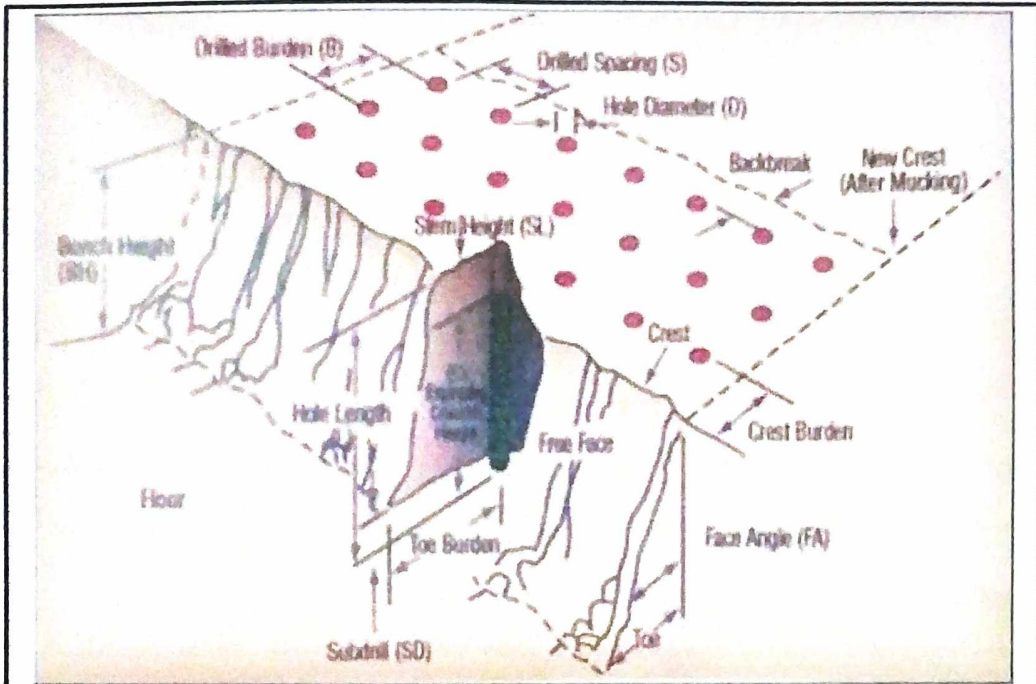 Drilled Burden (B)
Drilled Spacing (S)
Hole Diameter (D)
Backbreak
New Crest
(After Mucking)
Stem Height (SL)
Bench Height
(BH)
Crest
Hole Length
Crest Burden
Free Face
Floor
Toe Burden
Face Angle (FA)
Toe
Subdrill (SD)